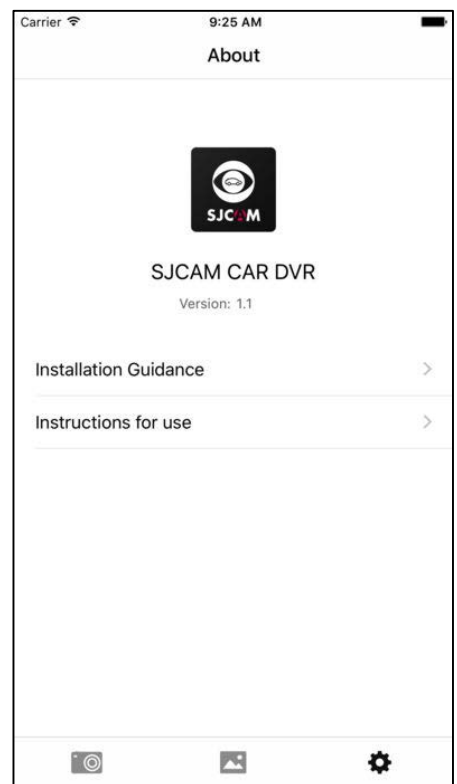 Carrier 9:25 AM
About
SJCAM
SJCAM CAR DVR
Version: 1.1
Installation Guidance
Instructions for use